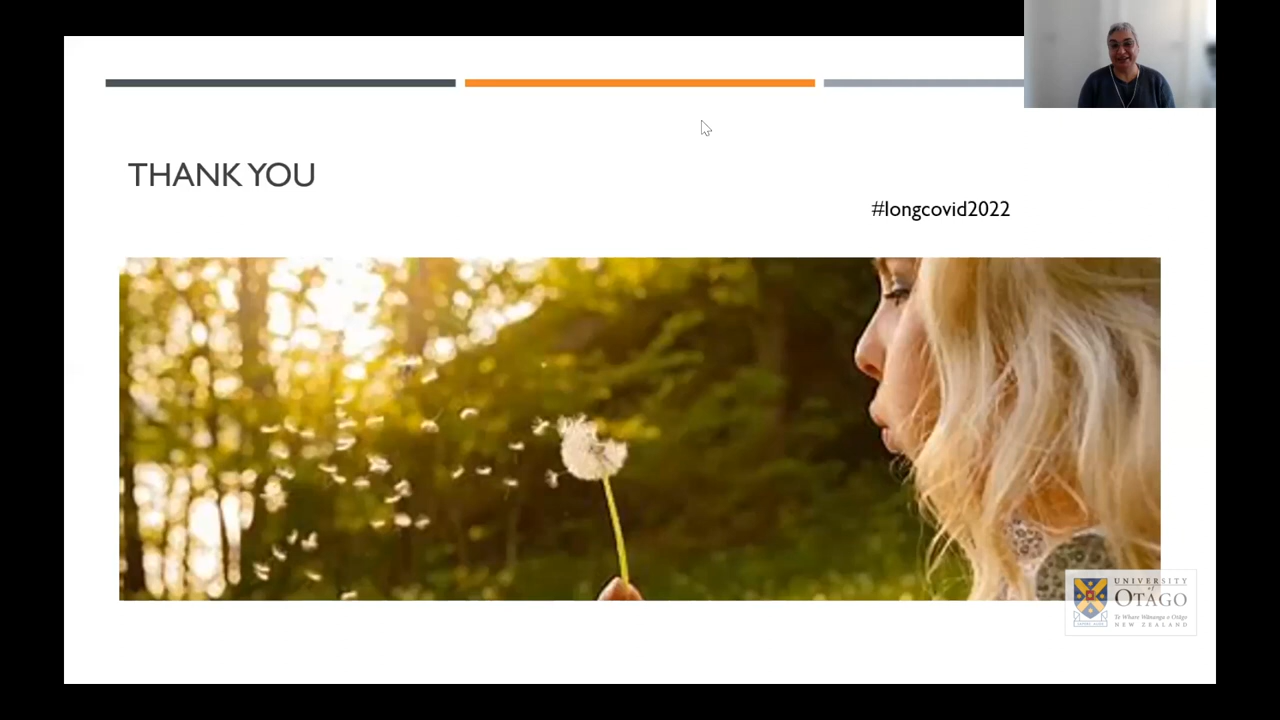 THANK YOU
#longcovid2022
UNIVERSITY
of
OTAGO
Te Whare Wānanga o Otāgo
NEW ZEALAND